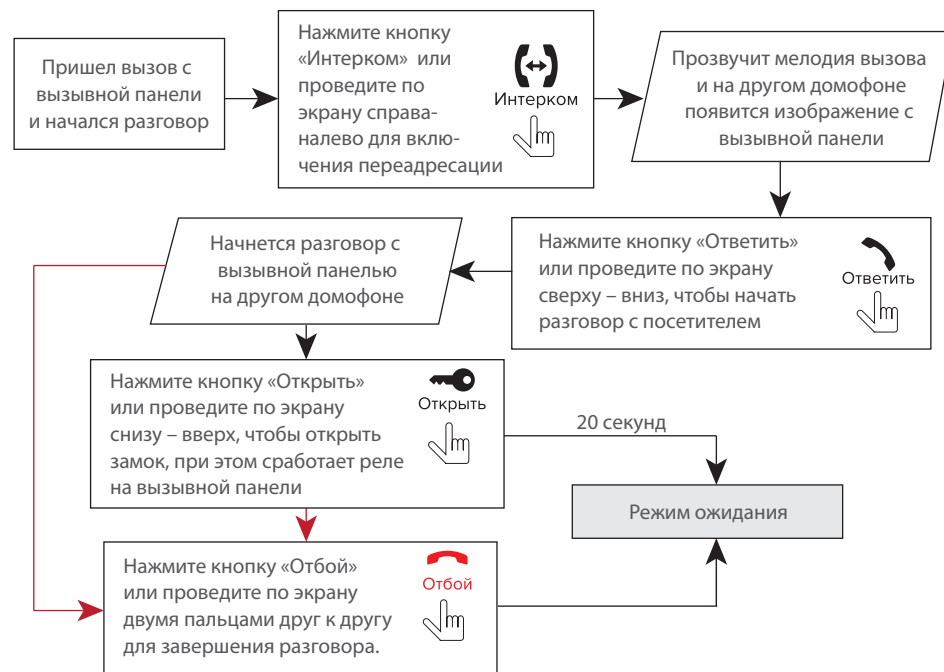 Пришел вызов с
вызывной панели
и начался разговор
Нажмите кнопку
«Интерком» или
проведите по
экрану справа-
налево для вклю-
чения переадресации
Интерком
Прозвучит мелодия вызова
и на другом домофоне
появится изображение с
вызывной панели
Нажмите кнопку «Ответить»
или проведите по экрану
сверху – вниз, чтобы начать
разговор с посетителем
Ответить
Начнется разговор с
вызывной панелью
на другом домофоне
Нажмите кнопку «Открыть»
или проведите по экрану
снизу – вверх, чтобы открыть
замок, при этом сработает реле
на вызывной панели
Открыть
20 секунд
Режим ожидания
Нажмите кнопку «Отбой»
или проведите по экрану
двумя пальцами друг к другу
для завершения разговора.
Отбой